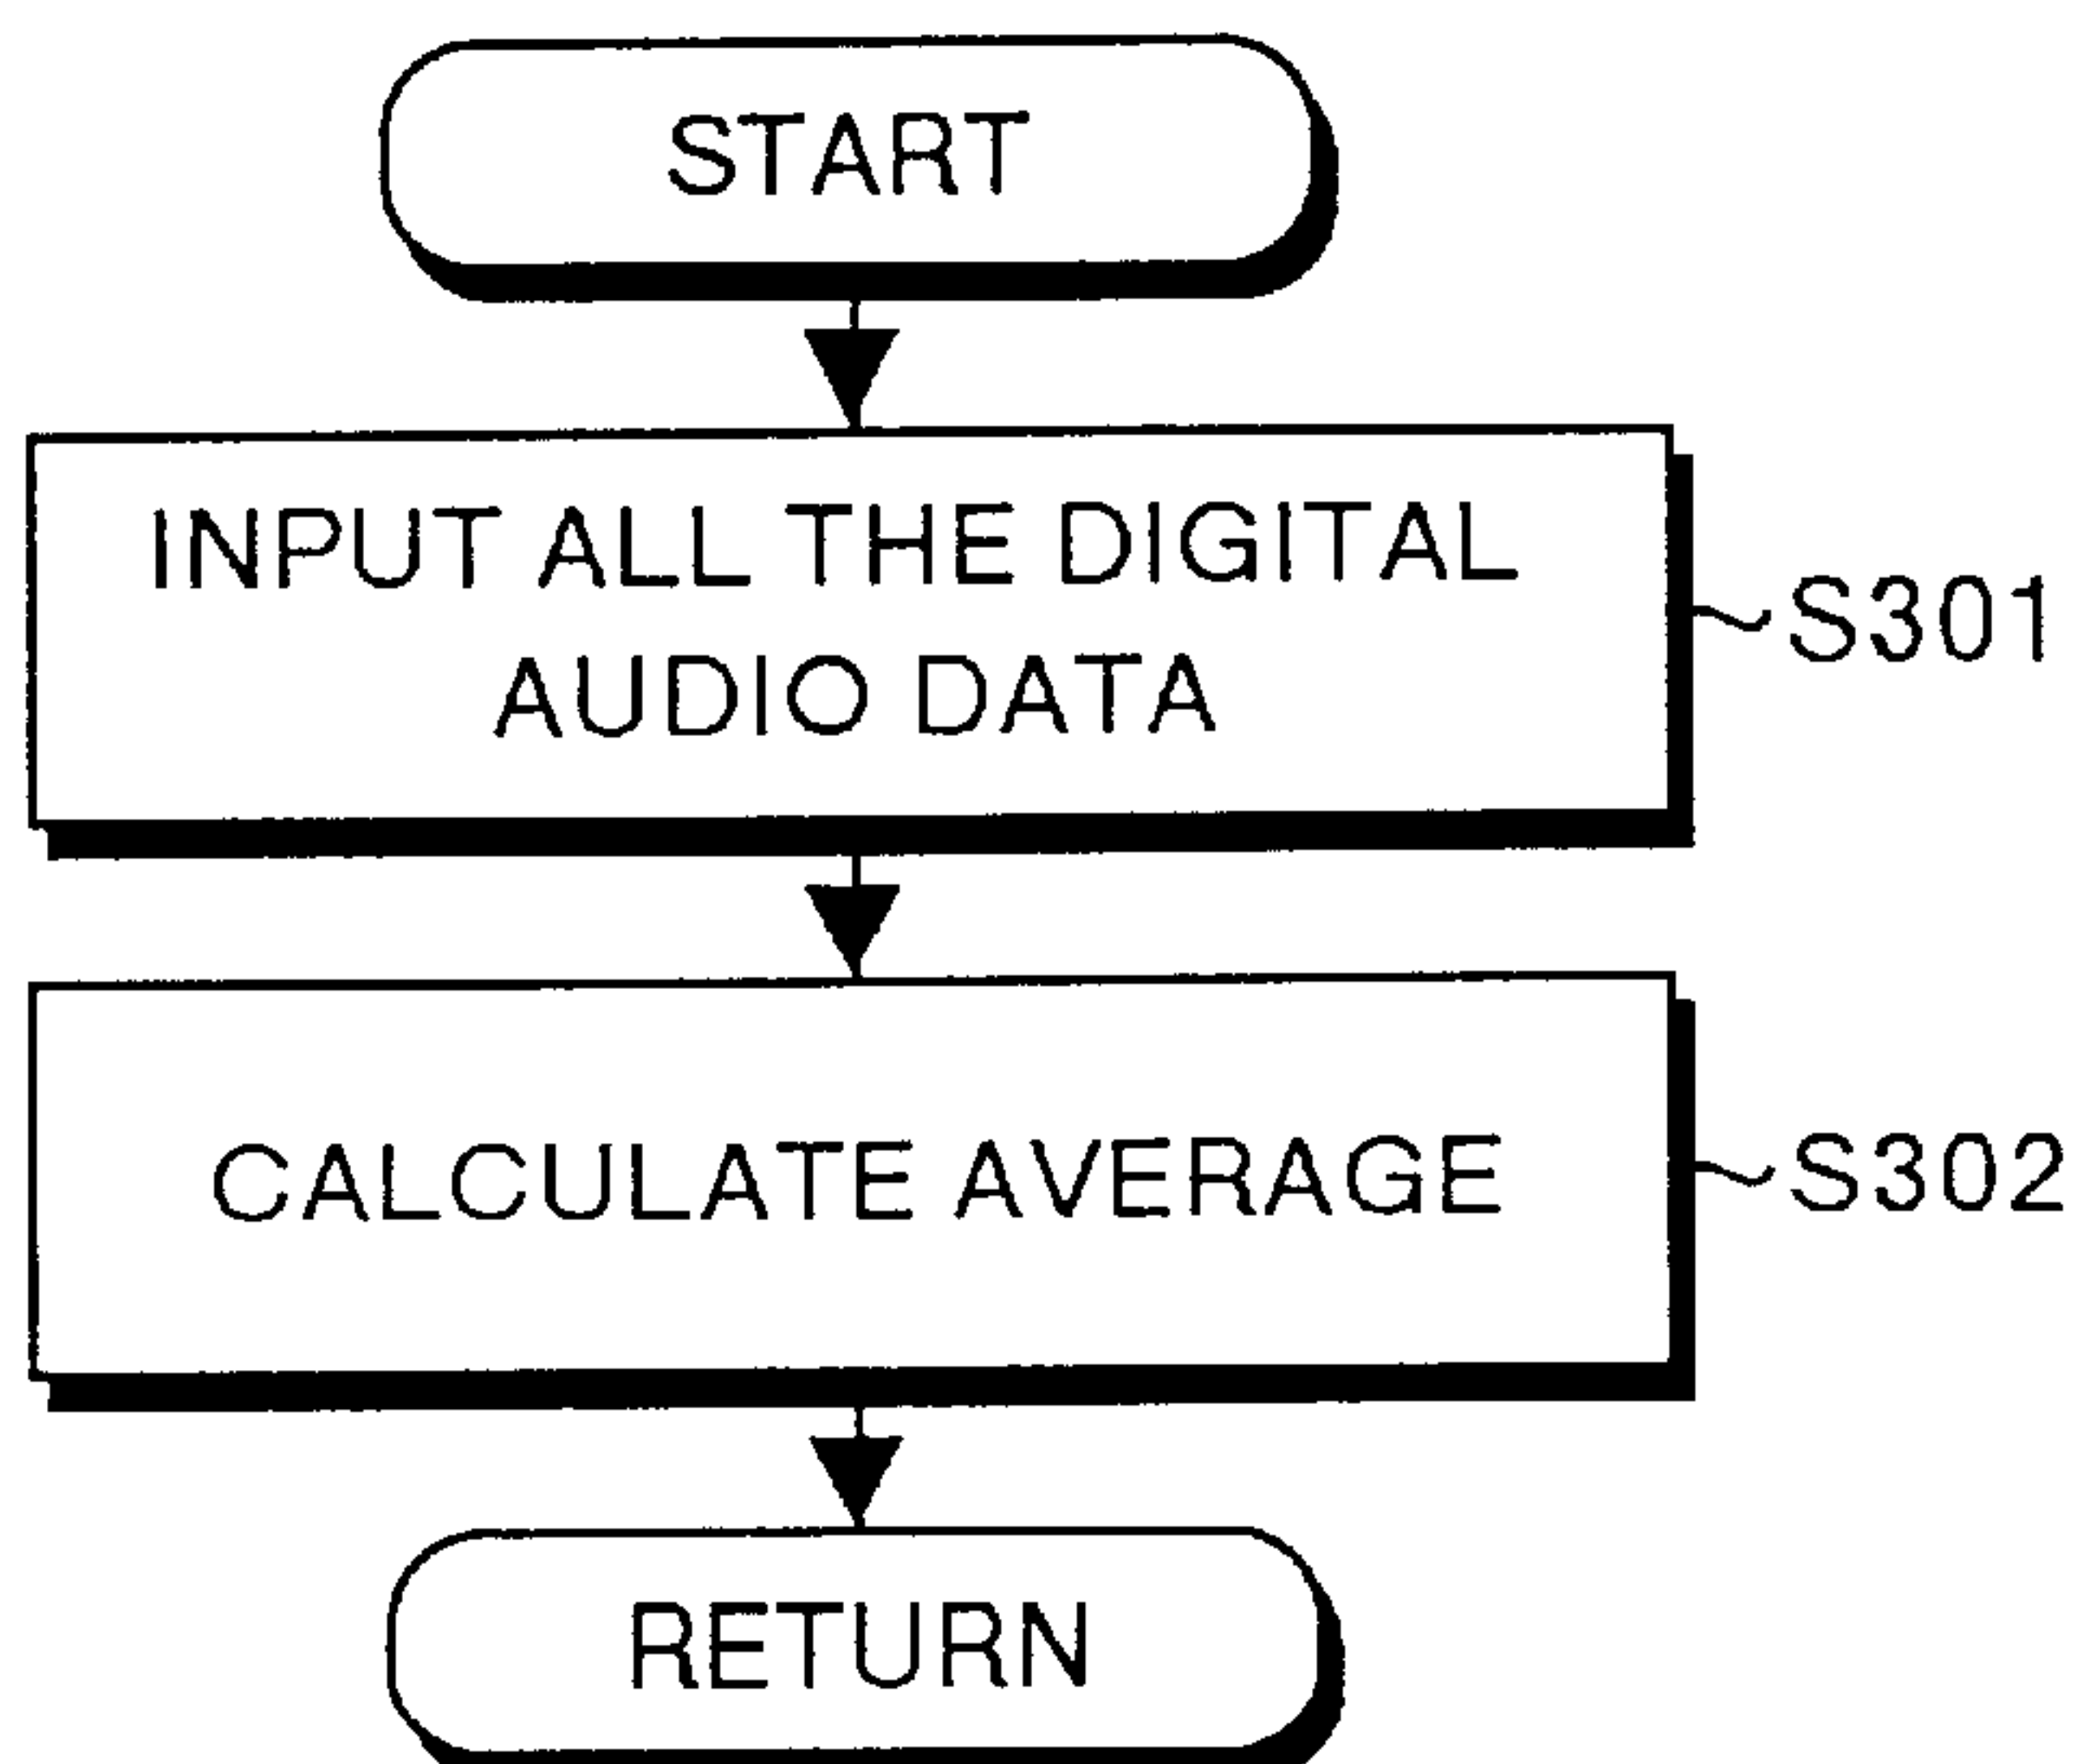 START
INPUT ALL THE DIGITAL
AUDIO DATA
S301
CALCULATE AVERAGE
S302
RETURN